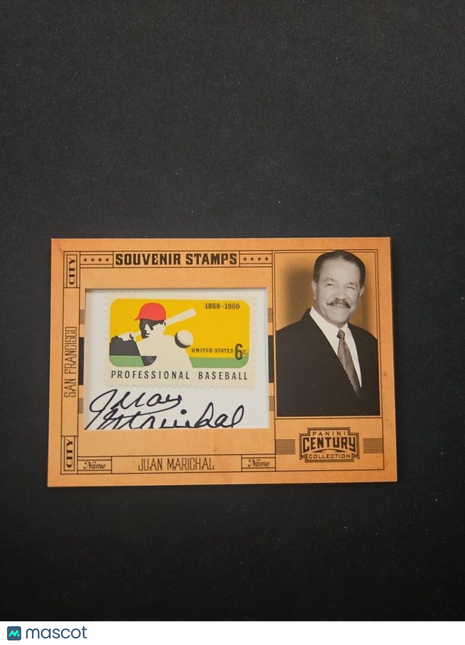 CITY
SOUVENIR STAMPS
SAN FRANCISCO
1869-1969
UNITED STATES 6c
PROFESSIONAL BASEBALL
Juan
Marichal
CITY
Name
JUAN MARICHAL
Name
PANINI
CENTURY
COLLECTION
mascot